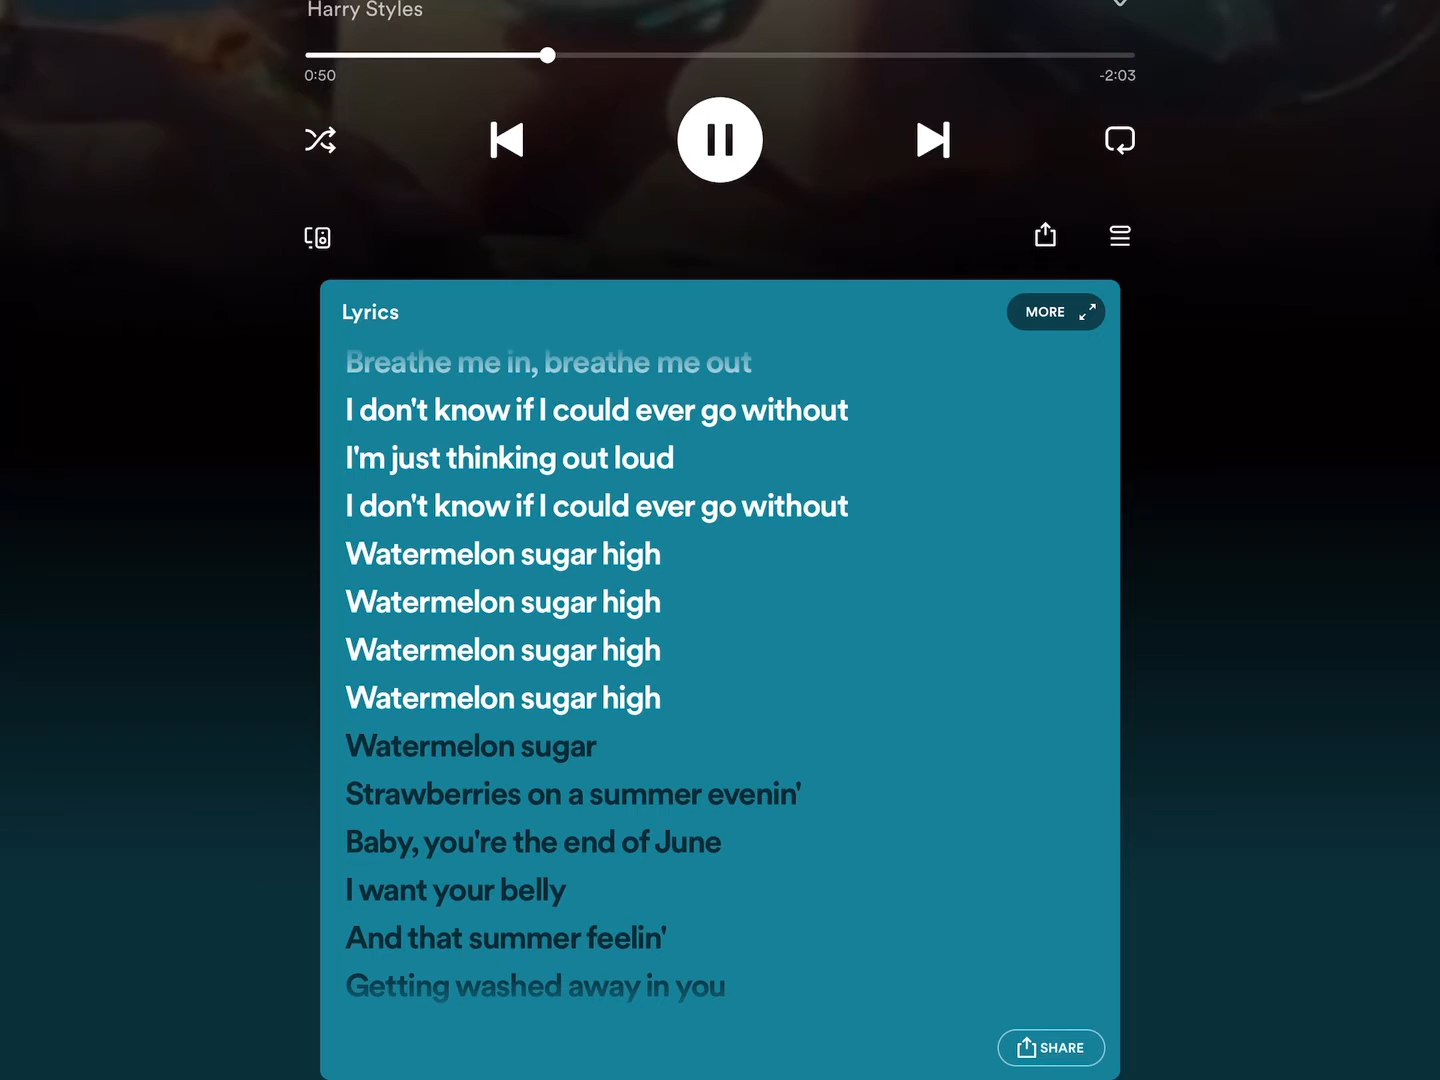 Harry Styles
0:50
-2:03
Lyrics
MORE
Breathe me in, breathe me out
I don't know if I could ever go without
I'm just thinking out loud
I don't know if I could ever go without
Watermelon sugar high
Watermelon sugar high
Watermelon sugar high
Watermelon sugar high
Watermelon sugar
Strawberries on a summer evenin'
Baby, you're the end of June
I want your belly
And that summer feelin'
Getting washed away in you
SHARE